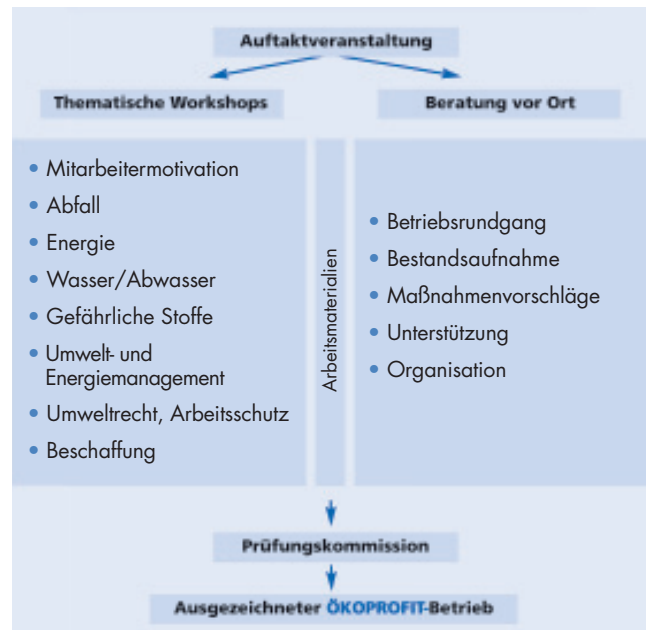 Auftaktveranstaltung
Thematische Workshops
Beratung vor Ort
• Mitarbeitermotivation
• Abfall
• Energie
• Wasser/Abwasser
• Gefährliche Stoffe
• Umwelt- und
Energiemanagement
• Umweltrecht, Arbeitsschutz
• Beschaffung
Arbeitsmaterialien
• Betriebsrundgang
• Bestandsaufnahme
• Maßnahmenvorschläge
• Unterstützung
• Organisation
Prüfungskommission
Ausgezeichneter ÖKOPROFIT-Betrieb